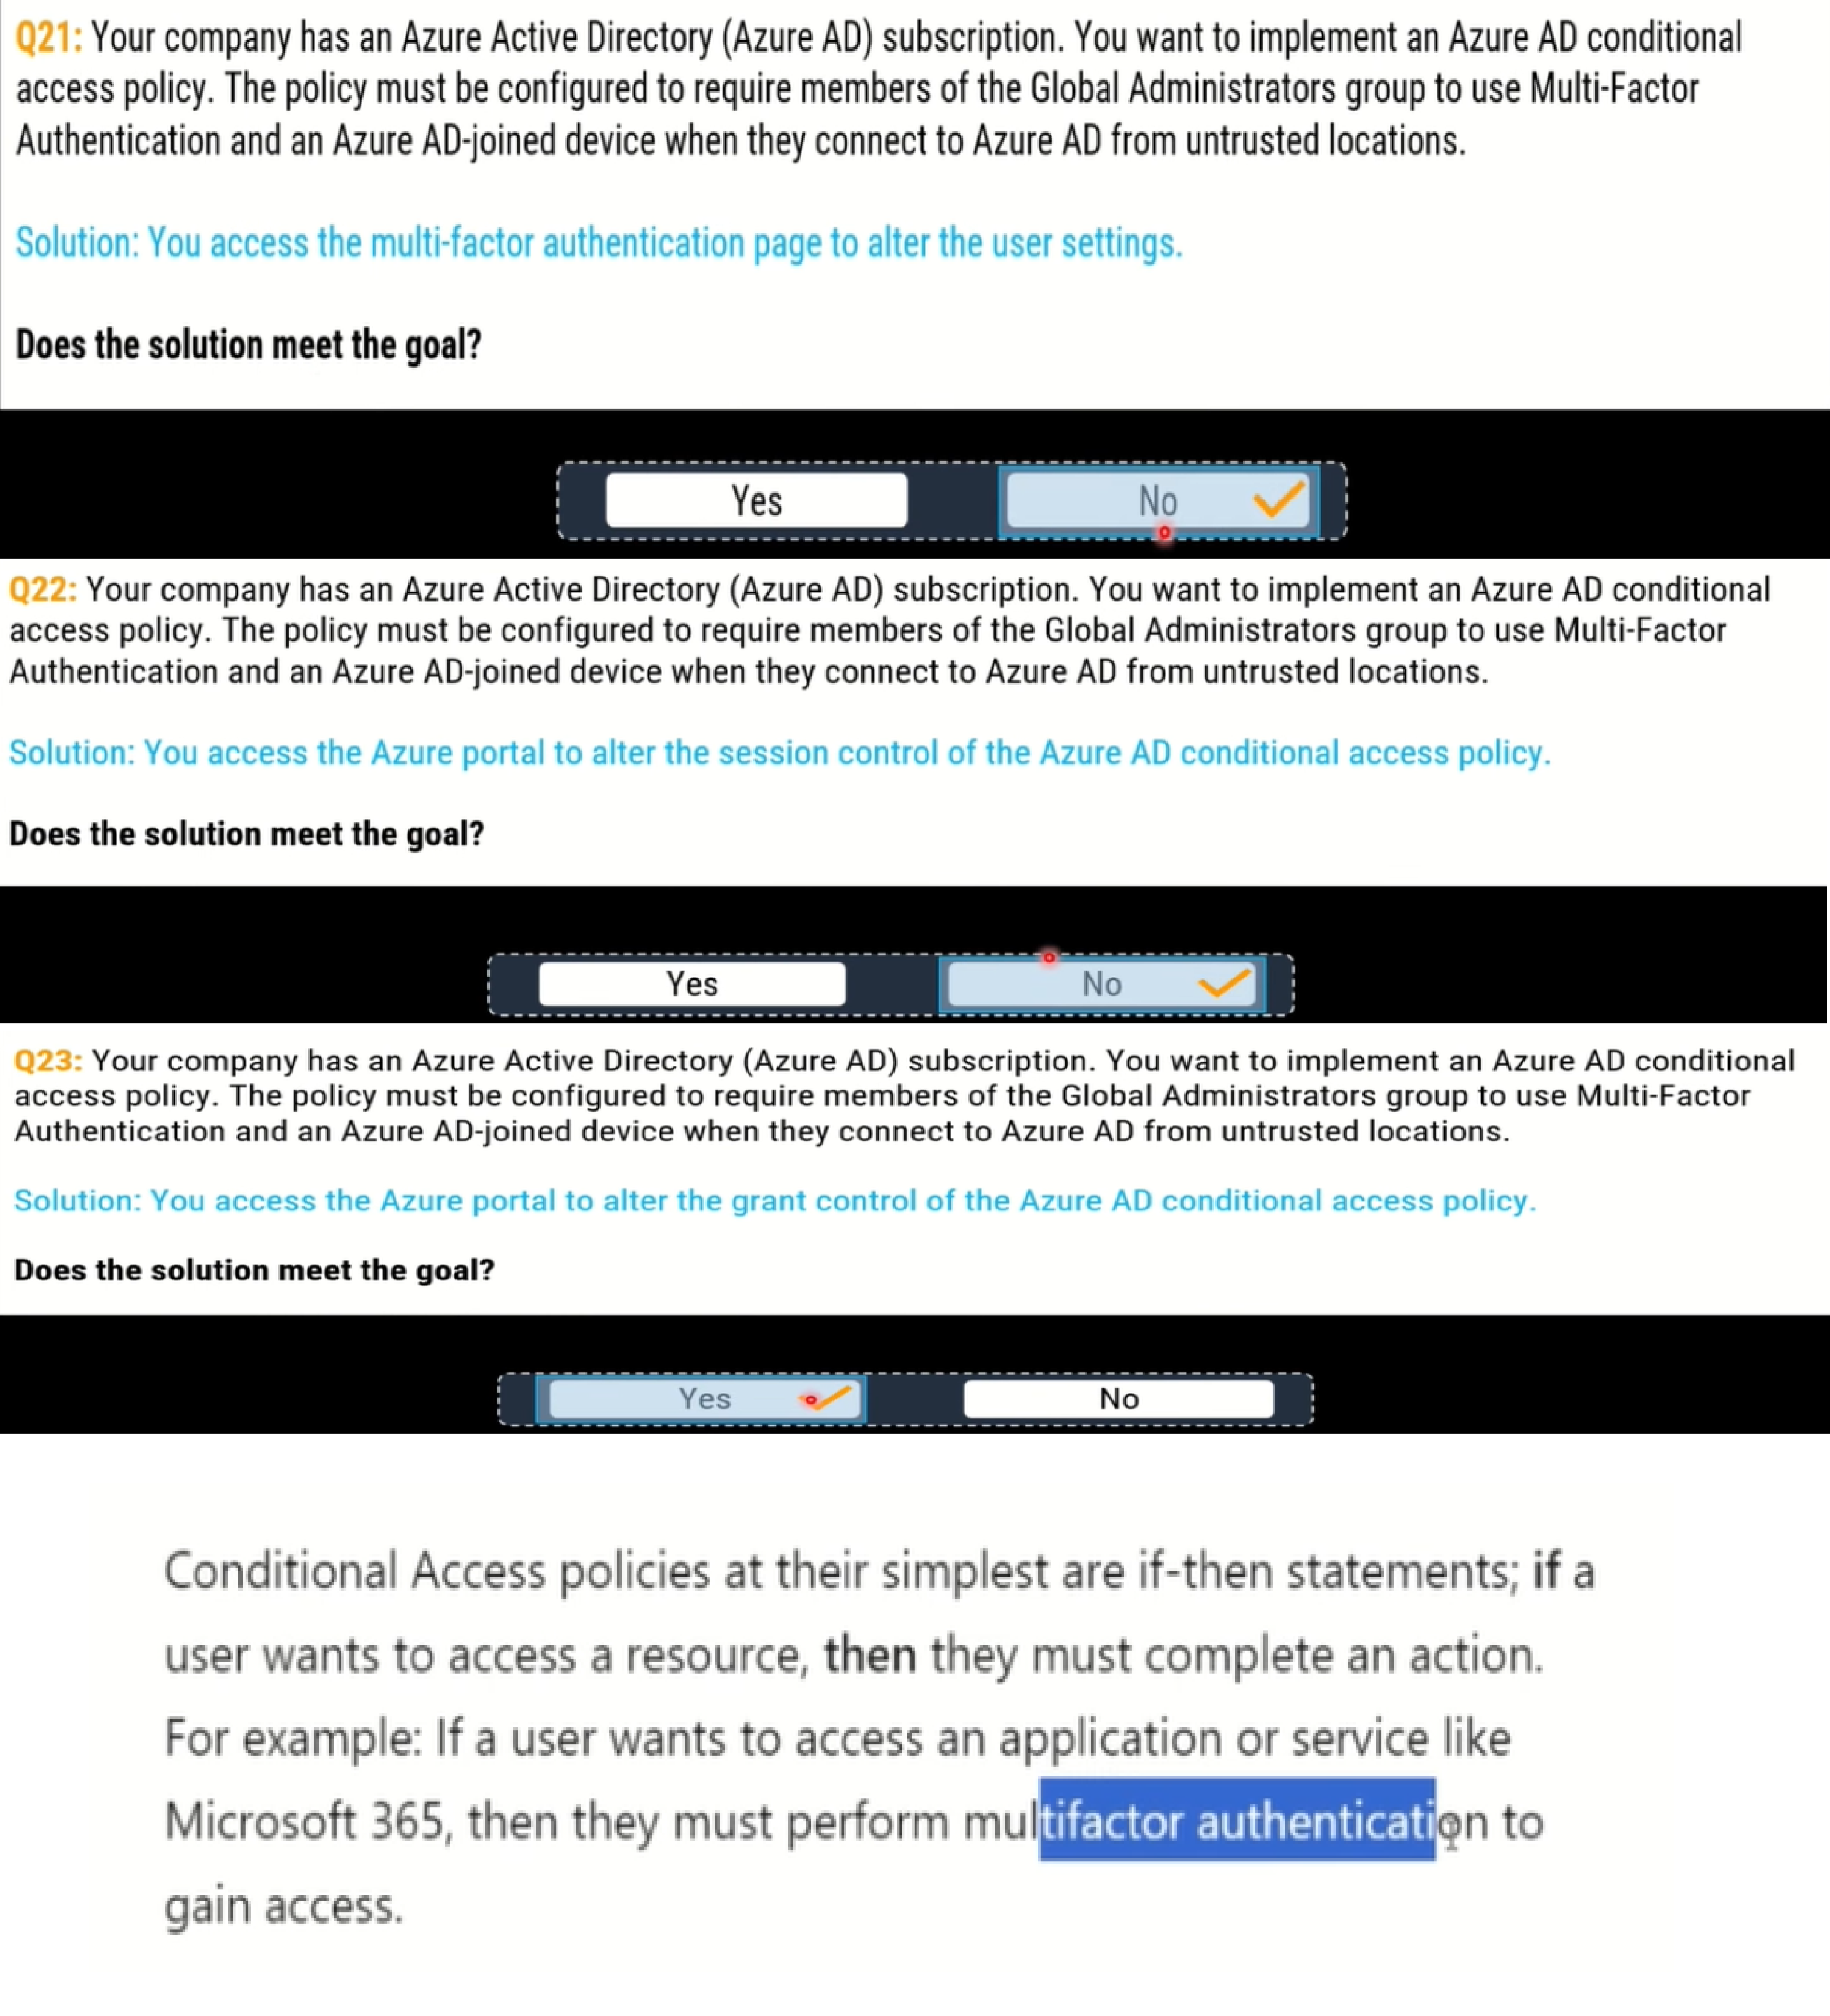 Q21: Your company has an Azure Active Directory (Azure AD) subscription. You want to implement an Azure AD conditional
access policy. The policy must be configured to require members of the Global Administrators group to use Multi-Factor
Authentication and an Azure AD-joined device when they connect to Azure AD from untrusted locations.
Solution: You access the multi-factor authentication page to alter the user settings.
Does the solution meet the goal?
Yes No
Q22: Your company has an Azure Active Directory (Azure AD) subscription. You want to implement an Azure AD conditional
access policy. The policy must be configured to require members of the Global Administrators group to use Multi-Factor
Authentication and an Azure AD-joined device when they connect to Azure AD from untrusted locations.
Solution: You access the Azure portal to alter the session control of the Azure AD conditional access policy.
Does the solution meet the goal?
Yes No
Q23: Your company has an Azure Active Directory (Azure AD) subscription. You want to implement an Azure AD conditional
access policy. The policy must be configured to require members of the Global Administrators group to use Multi-Factor
Authentication and an Azure AD-joined device when they connect to Azure AD from untrusted locations.
Solution: You access the Azure portal to alter the grant control of the Azure AD conditional access policy.
Does the solution meet the goal?
Yes No
Conditional Access policies at their simplest are if-then statements; if a
user wants to access a resource, then they must complete an action.
For example: If a user wants to access an application or service like
Microsoft 365, then they must perform multifactor authentication to
gain access.